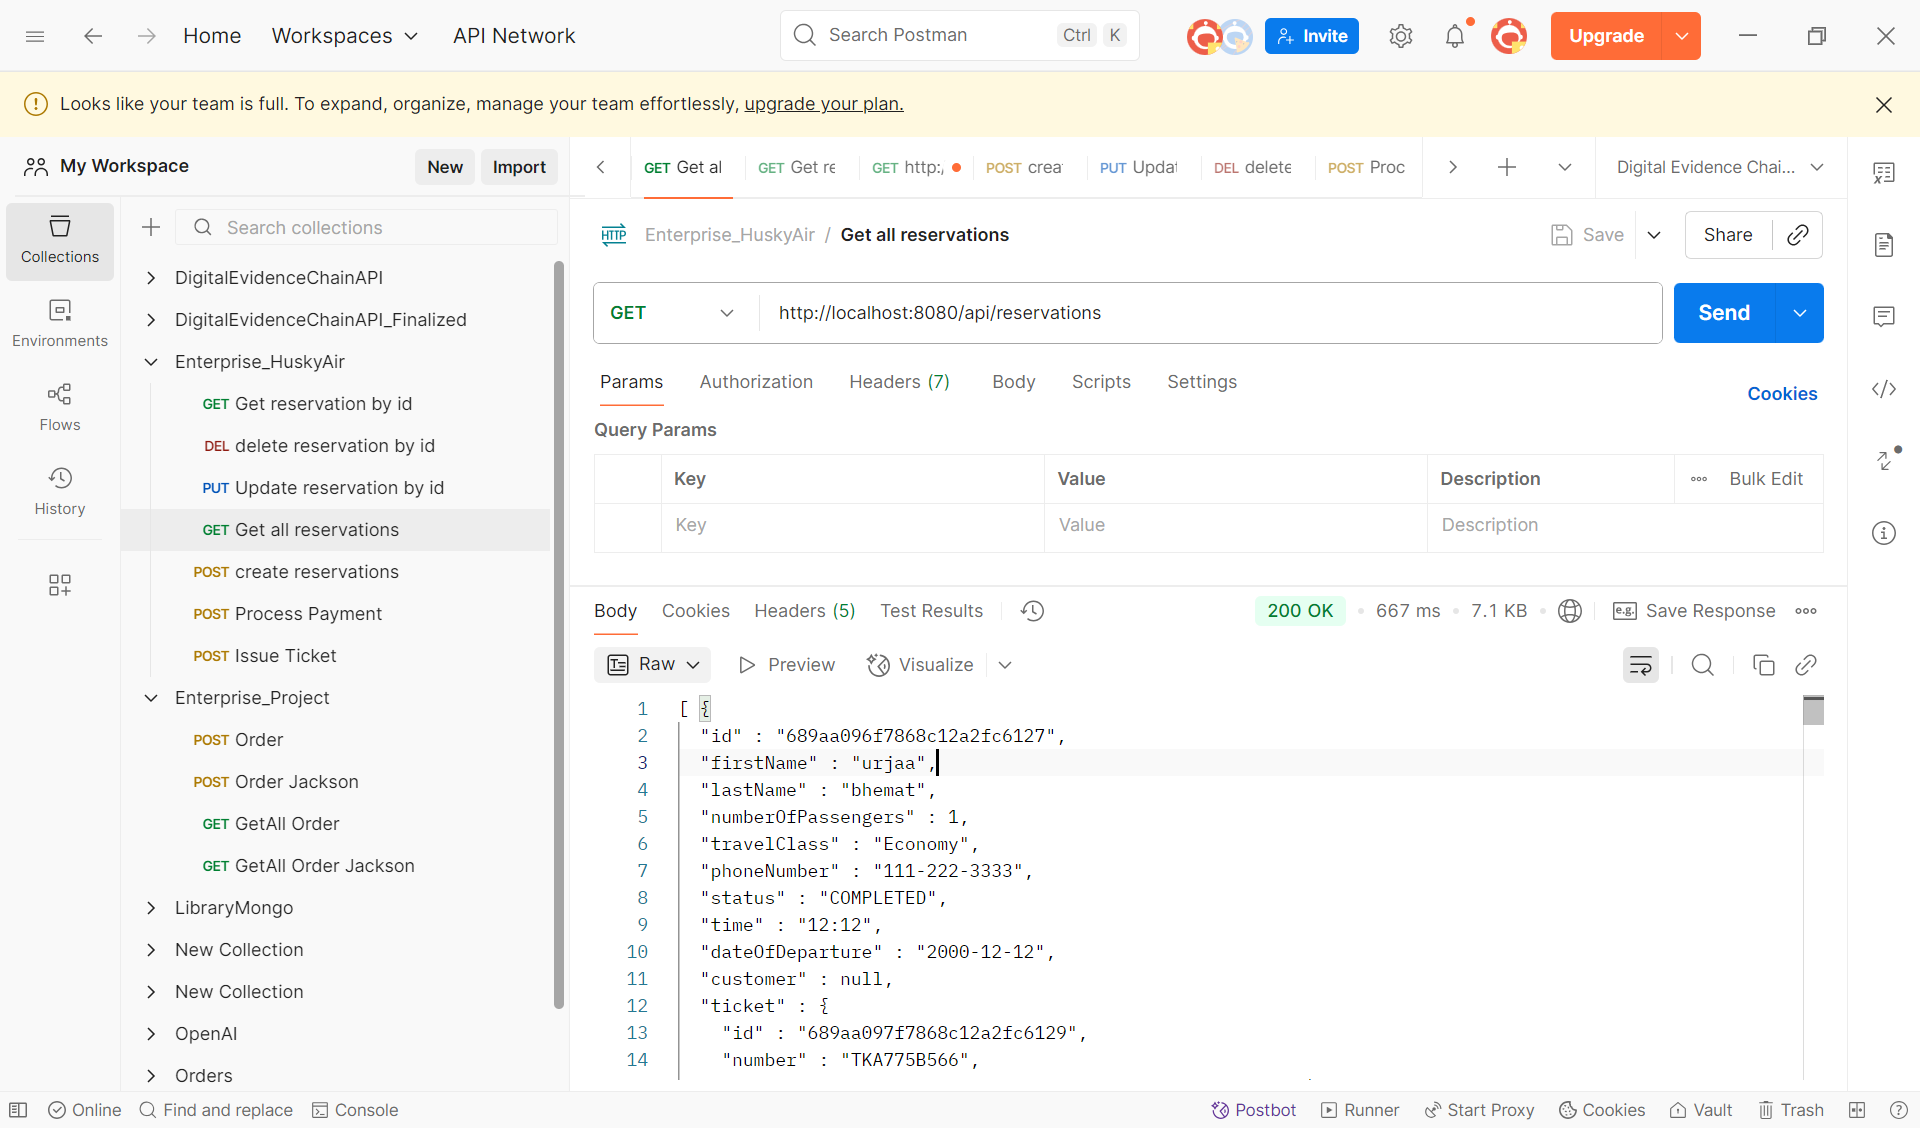 Home Workspaces API Network Search Postman Ctrl K Invite Upgrade
Looks like your team is full. To expand, organize, manage your team effortlessly, upgrade your plan.
My Workspace New Import
GET Get al GET Get re GET http:, POST crea PUT Updat DEL delete POST Proc Digital Evidence Chai...
Collections
Environments
Flows
History
Search collections
DigitalEvidenceChainAPI
DigitalEvidenceChainAPI_Finalized
Enterprise_HuskyAir
GET Get reservation by id
DEL delete reservation by id
PUT Update reservation by id
GET Get all reservations
POST create reservations
POST Process Payment
POST Issue Ticket
Enterprise_Project
POST Order
POST Order Jackson
GET GetAll Order
GET GetAll Order Jackson
LibraryMongo
New Collection
New Collection
OpenAI
Orders
HTTP Enterprise_HuskyAir / Get all reservations Save Share
GET http://localhost:8080/api/reservations Send
Params Authorization Headers (7) Body Scripts Settings Cookies
Query Params
Key Value Description Bulk Edit
Key Value Description
Body Cookies Headers (5) Test Results 200 OK 667 ms 7.1 KB e.g. Save Response
Raw Preview Visualize
1 [ {
2 "id" : "689aa096f7868c12a2fc6127",
3 "firstName" : "urjaa",
4 "lastName" : "bhemat",
5 "numberOfPassengers" : 1,
6 "travelClass" : "Economy",
7 "phoneNumber" : "111-222-3333",
8 "status" : "COMPLETED",
9 "time" : "12:12",
10 "dateOfDeparture" : "2000-12-12",
11 "customer" : null,
12 "ticket" : {
13 "id" : "689aa097f7868c12a2fc6129",
14 "number" : "TKA775B566",
Online Find and replace Console Postbot Runner Start Proxy Cookies Vault Trash